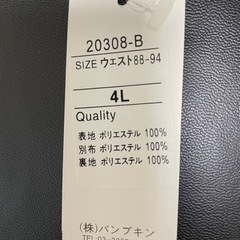 20308-B
SIZE ウエスト88-94
4L
Quality
表地 ポリエステル 100%
別布 ポリエステル 100%
裏地 ポリエステル 100%
(株)パンプキン